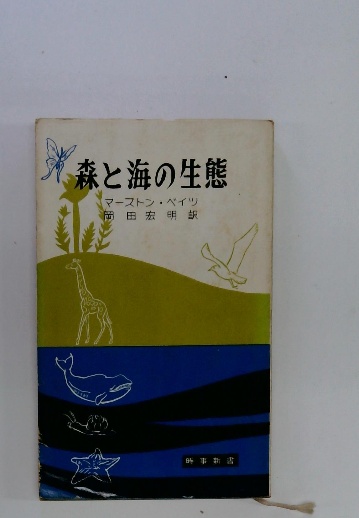 森と海の生態
マーストン・ベイツ
岡田宏明訳
時事新書